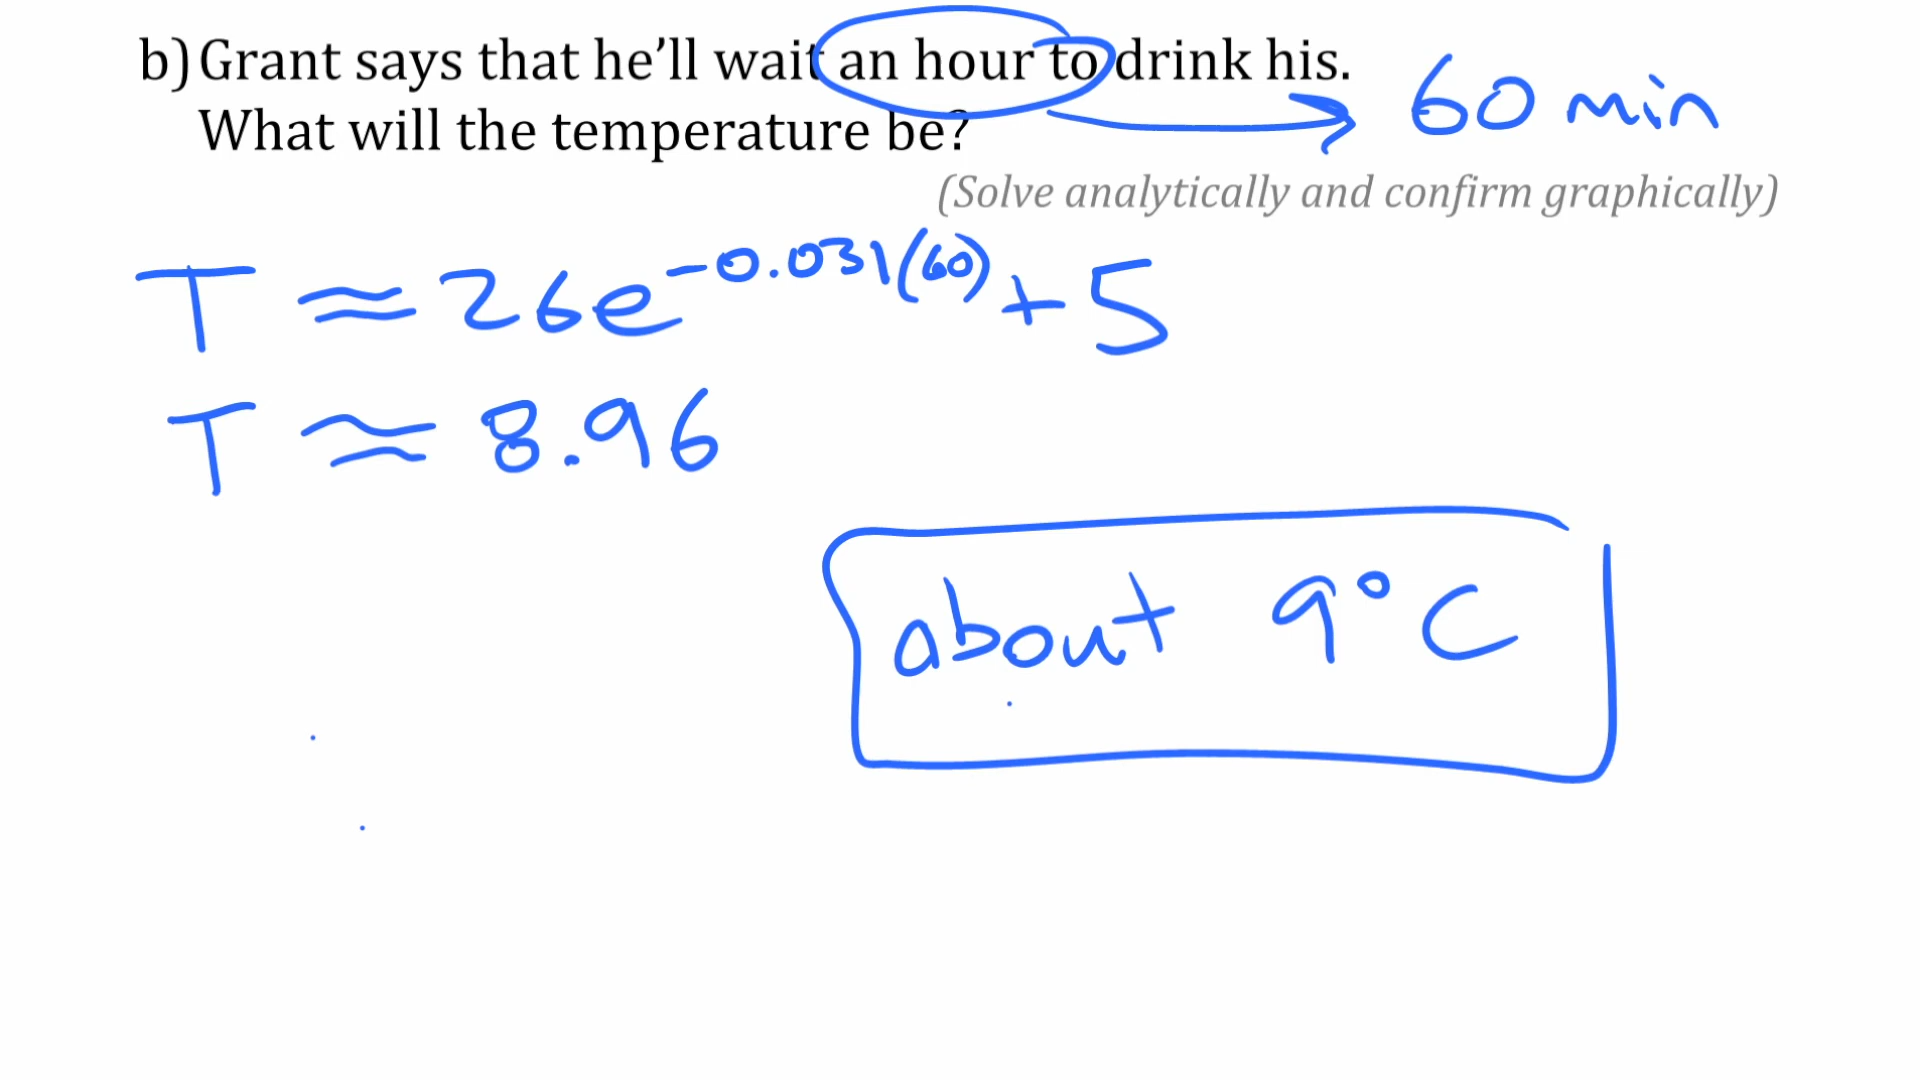 b) Grant says that he’ll wait an hour to drink his.
What will the temperature be?
60 min
(Solve analytically and confirm graphically)
T ≈ 26e^{-0.031(60)} + 5
T ≈ 8.96
about 9°C